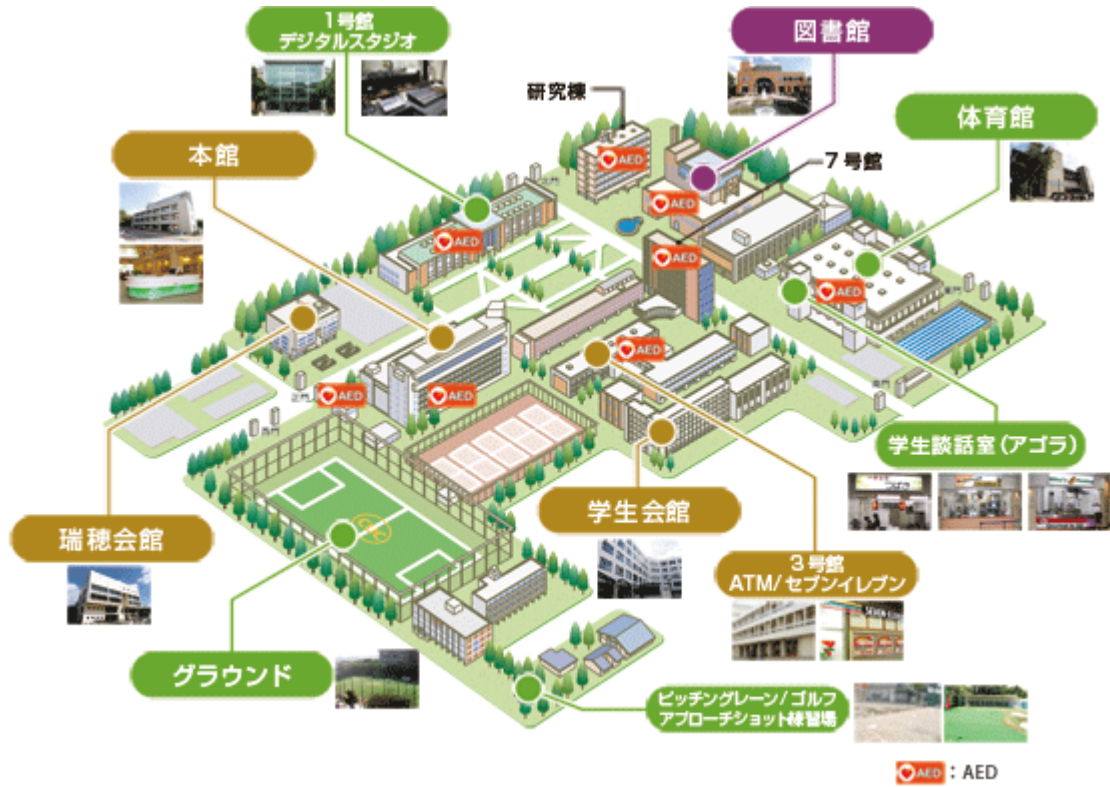 1号館
デジタルスタジオ
図書館
研究棟
体育館
本館
7号館
AED
AED
AED
AED
AED
AED
AED
AED
正門
西門
学生談話室(アゴラ)
学生会館
瑞穂会館
3号館
ATM/セブンイレブン
グラウンド
ピッチングレーン/ゴルフ
アプローチショット練習場
AED:AED